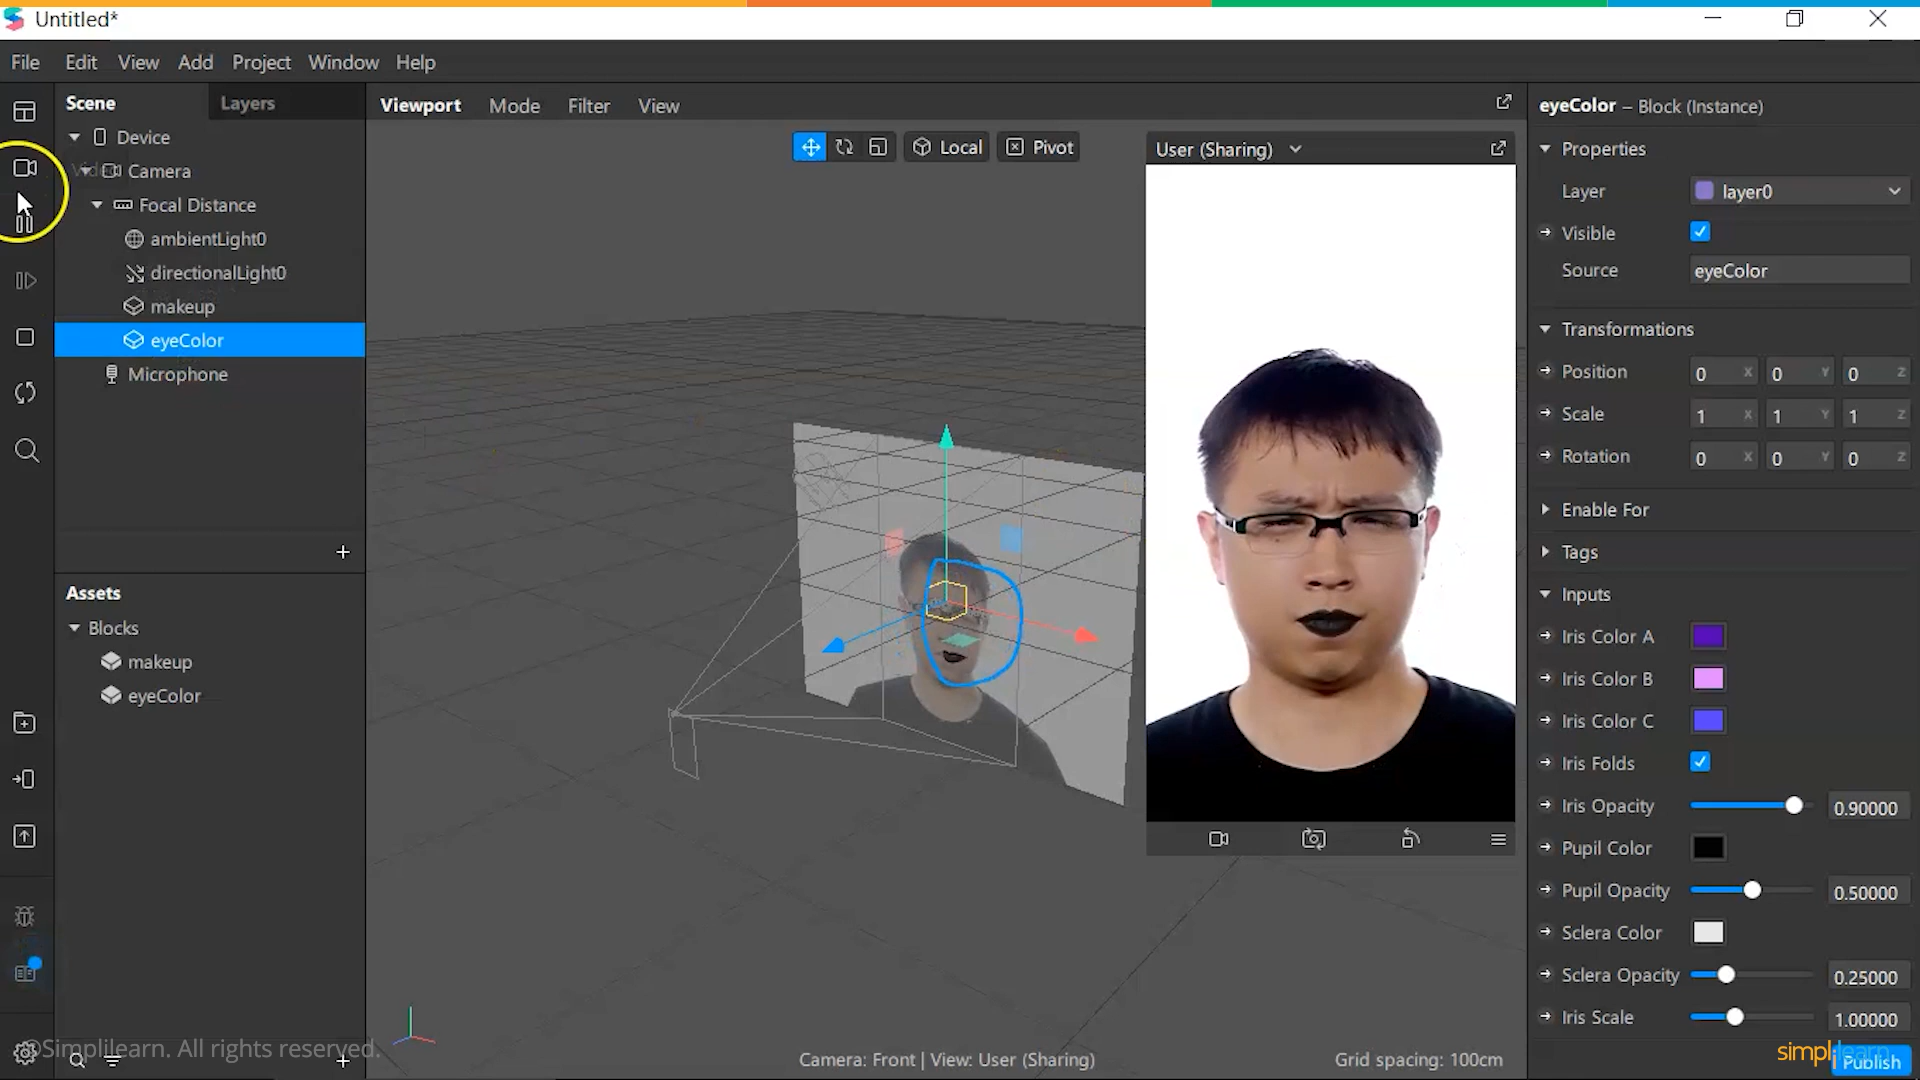 Untitled*
File Edit View Add Project Window Help
Scene Layers
Device
Camera
Focal Distance
ambientLight0
directionalLight0
makeup
eyeColor
Microphone
Assets
Blocks
makeup
eyeColor
©Simplilearn. All rights reserved.
Viewport Mode Filter View
Local Pivot
User (Sharing)
Camera: Front | View: User (Sharing)
Grid spacing: 100cm
eyeColor – Block (Instance)
Properties
Layer layer0
Visible
Source eyeColor
Transformations
Position 0 X 0 Y 0 Z
Scale 1 X 1 Y 1 Z
Rotation 0 X 0 Y 0 Z
Enable For
Tags
Inputs
Iris Color A
Iris Color B
Iris Color C
Iris Folds
Iris Opacity 0.90000
Pupil Color
Pupil Opacity 0.50000
Sclera Color
Sclera Opacity 0.25000
Iris Scale 1.00000
simplilearn
Publish